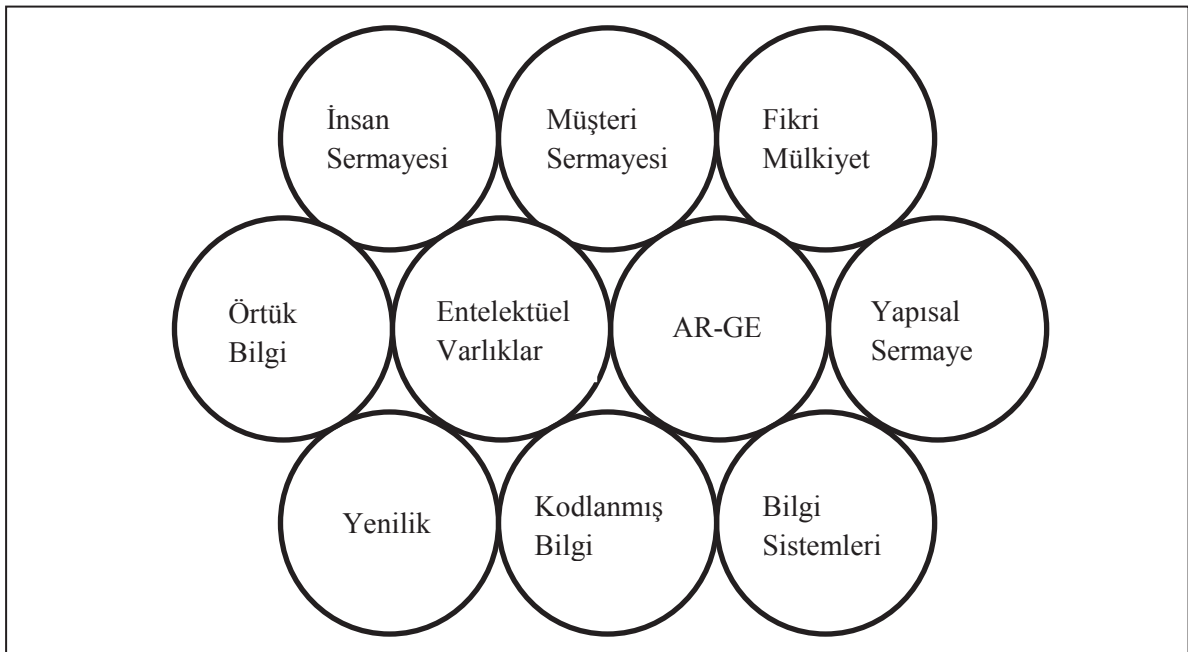 İnsan
Sermayesi
Müşteri
Sermayesi
Fikri
Mülkiyet
Örtük
Bilgi
Entelektüel
Varlıklar
AR-GE
Yapısal
Sermaye
Yenilik
Kodlanmış
Bilgi
Bilgi
Sistemleri